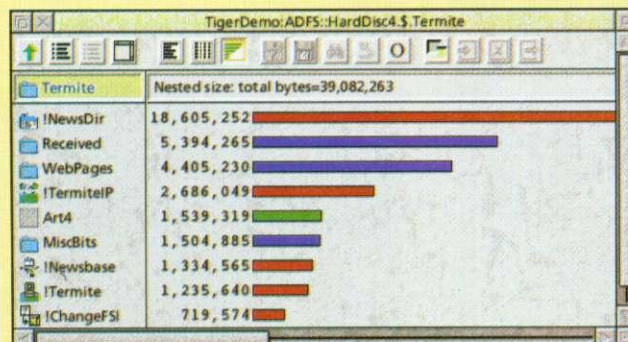 TigerDemo:ADFS::HardDisc4.$.Termite
Termite
Nested size: total bytes=39,082,263
!NewsDir 18,605,252
Received 5,394,265
WebPages 4,405,230
!TermiteIP 2,686,049
Art4 1,539,319
MiscBits 1,504,885
!Newsbase 1,334,565
!Termite 1,235,640
!ChangeFSI 719,574